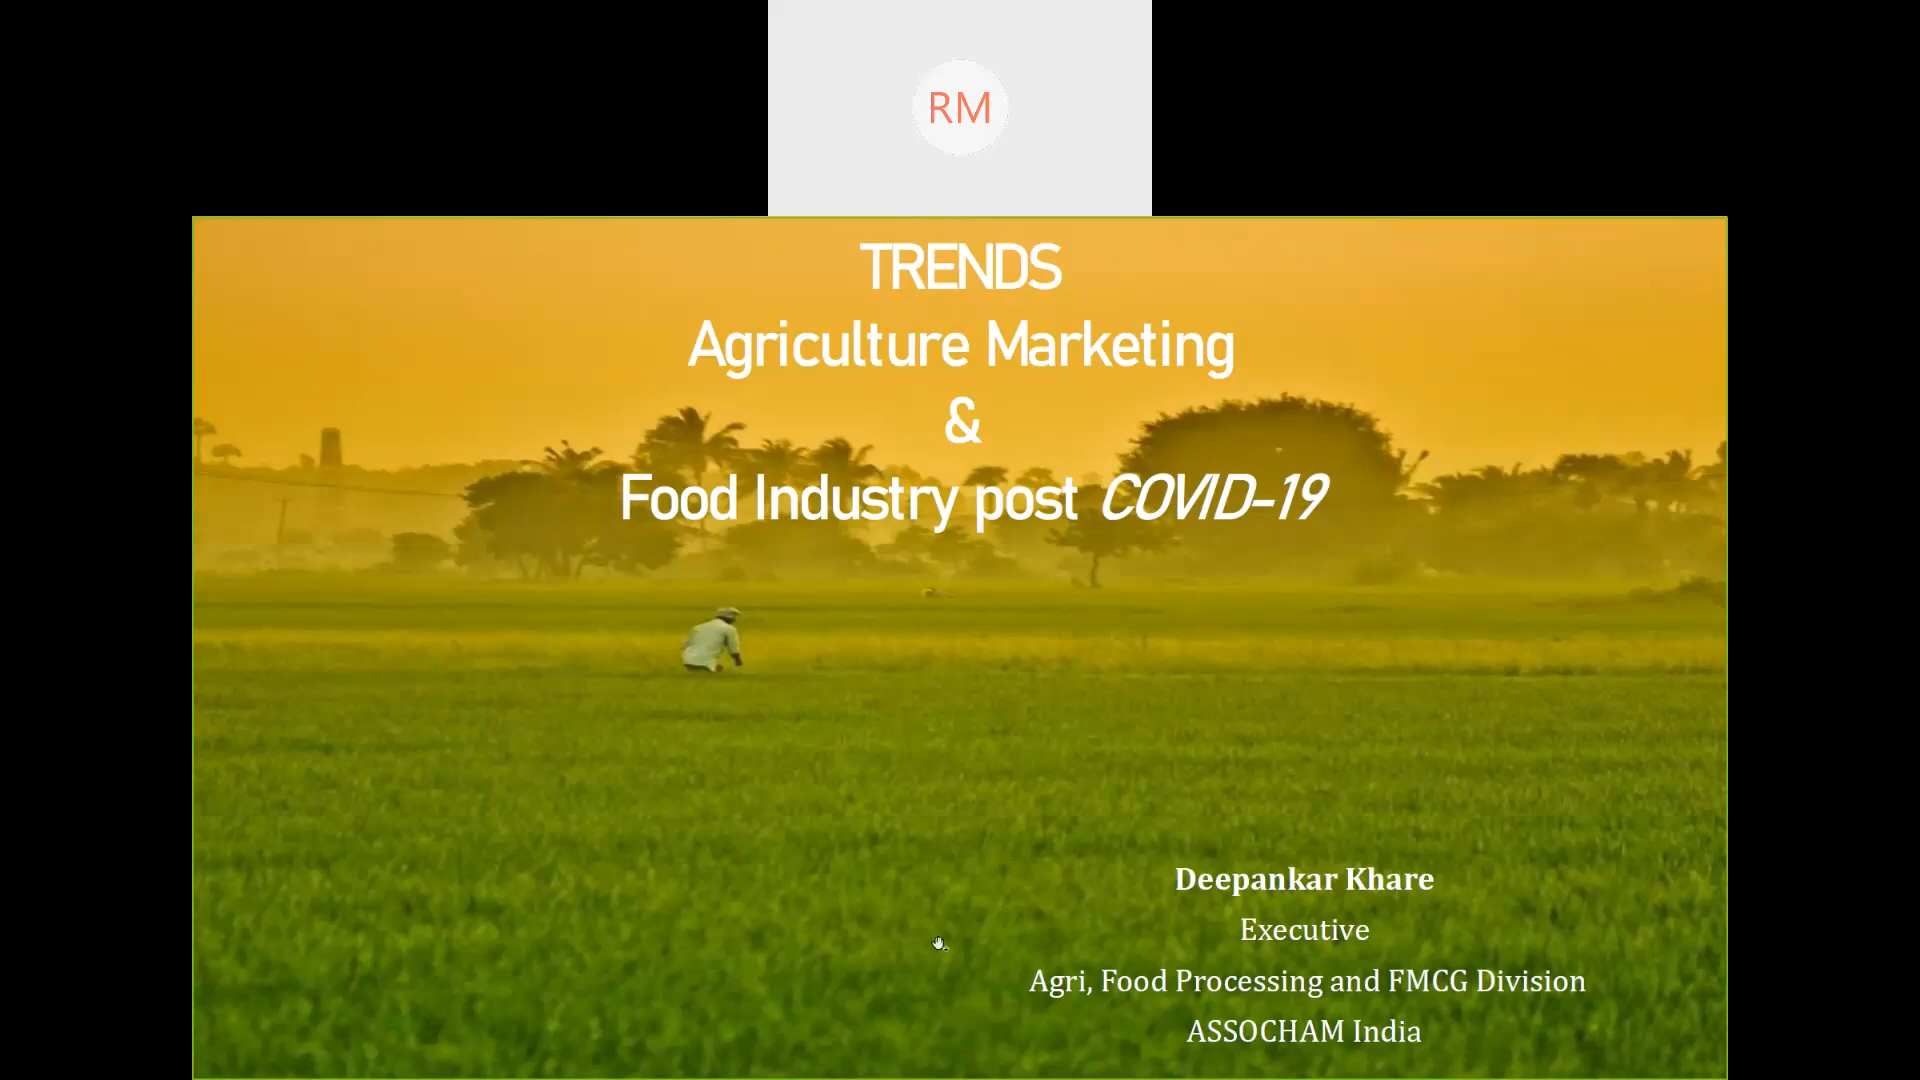 RM
TRENDS
Agriculture Marketing
&
Food Industry post COVID-19
Deepankar Khare
Executive
Agri, Food Processing and FMCG Division
ASSOCHAM India